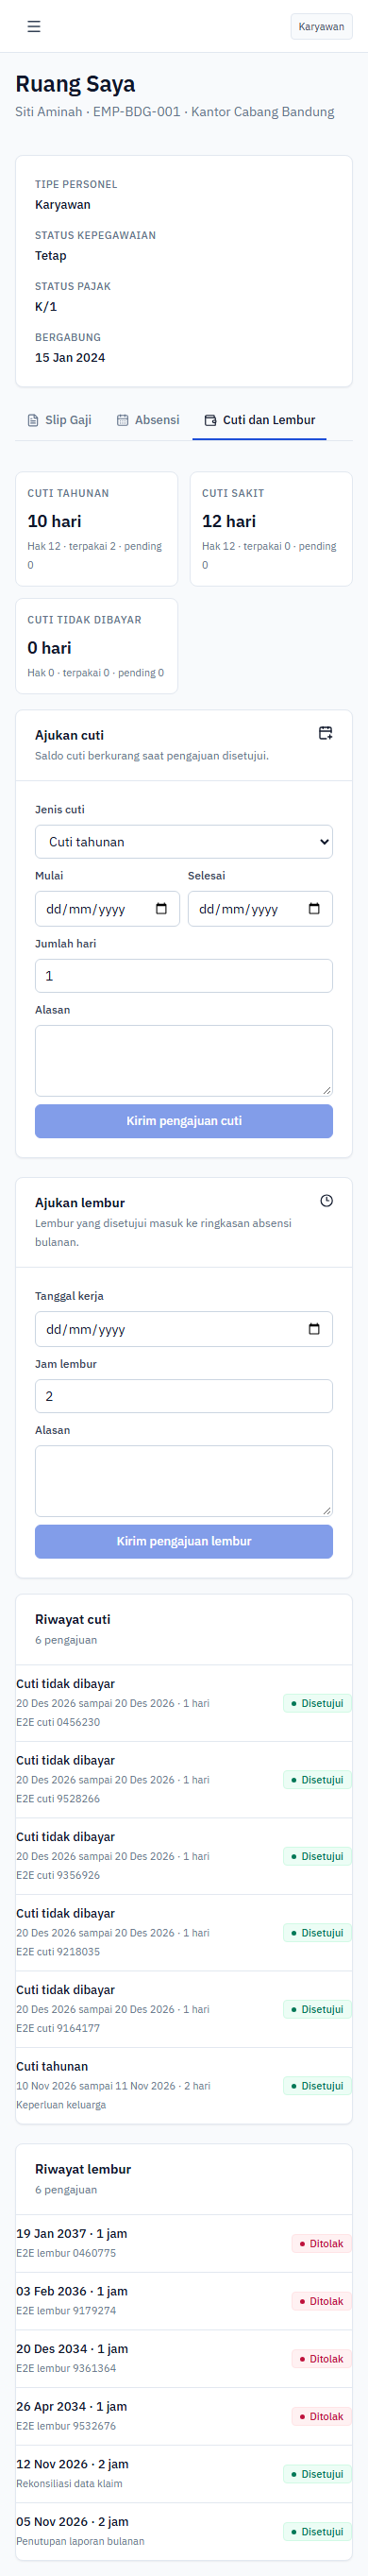 Karyawan
Ruang Saya
Siti Aminah · EMP-BDG-001 · Kantor Cabang Bandung
TIPE PERSONEL
Karyawan
STATUS KEPEGAWAIAN
Tetap
STATUS PAJAK
K/1
BERGABUNG
15 Jan 2024
Slip Gaji Absensi Cuti dan Lembur
CUTI TAHUNAN
10 hari
Hak 12 · terpakai 2 · pending
0
CUTI SAKIT
12 hari
Hak 12 · terpakai 0 · pending
0
CUTI TIDAK DIBAYAR
0 hari
Hak 0 · terpakai 0 · pending 0
Ajukan cuti
Saldo cuti berkurang saat pengajuan disetujui.
Jenis cuti
Cuti tahunan
Mulai Selesai
dd/mm/yyyy dd/mm/yyyy
Jumlah hari
1
Alasan
Kirim pengajuan cuti
Ajukan lembur
Lembur yang disetujui masuk ke ringkasan absensi
bulanan.
Tanggal kerja
dd/mm/yyyy
Jam lembur
2
Alasan
Kirim pengajuan lembur
Riwayat cuti
6 pengajuan
Cuti tidak dibayar
20 Des 2026 sampai 20 Des 2026 · 1 hari
E2E cuti 0456230
Disetujui
Cuti tidak dibayar
20 Des 2026 sampai 20 Des 2026 · 1 hari
E2E cuti 9528266
Disetujui
Cuti tidak dibayar
20 Des 2026 sampai 20 Des 2026 · 1 hari
E2E cuti 9356926
Disetujui
Cuti tidak dibayar
20 Des 2026 sampai 20 Des 2026 · 1 hari
E2E cuti 9218035
Disetujui
Cuti tidak dibayar
20 Des 2026 sampai 20 Des 2026 · 1 hari
E2E cuti 9164177
Disetujui
Cuti tahunan
10 Nov 2026 sampai 11 Nov 2026 · 2 hari
Keperluan keluarga
Disetujui
Riwayat lembur
6 pengajuan
19 Jan 2037 · 1 jam
E2E lembur 0460775
Ditolak
03 Feb 2036 · 1 jam
E2E lembur 9179274
Ditolak
20 Des 2034 · 1 jam
E2E lembur 9361364
Ditolak
26 Apr 2034 · 1 jam
E2E lembur 9532676
Ditolak
12 Nov 2026 · 2 jam
Rekonsiliasi data klaim
Disetujui
05 Nov 2026 · 2 jam
Penutupan laporan bulanan
Disetujui